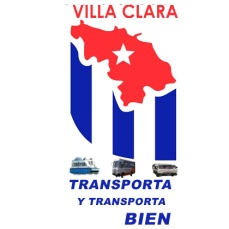 VILLA CLARA
TRANSPORTA
Y TRANSPORTA
BIEN